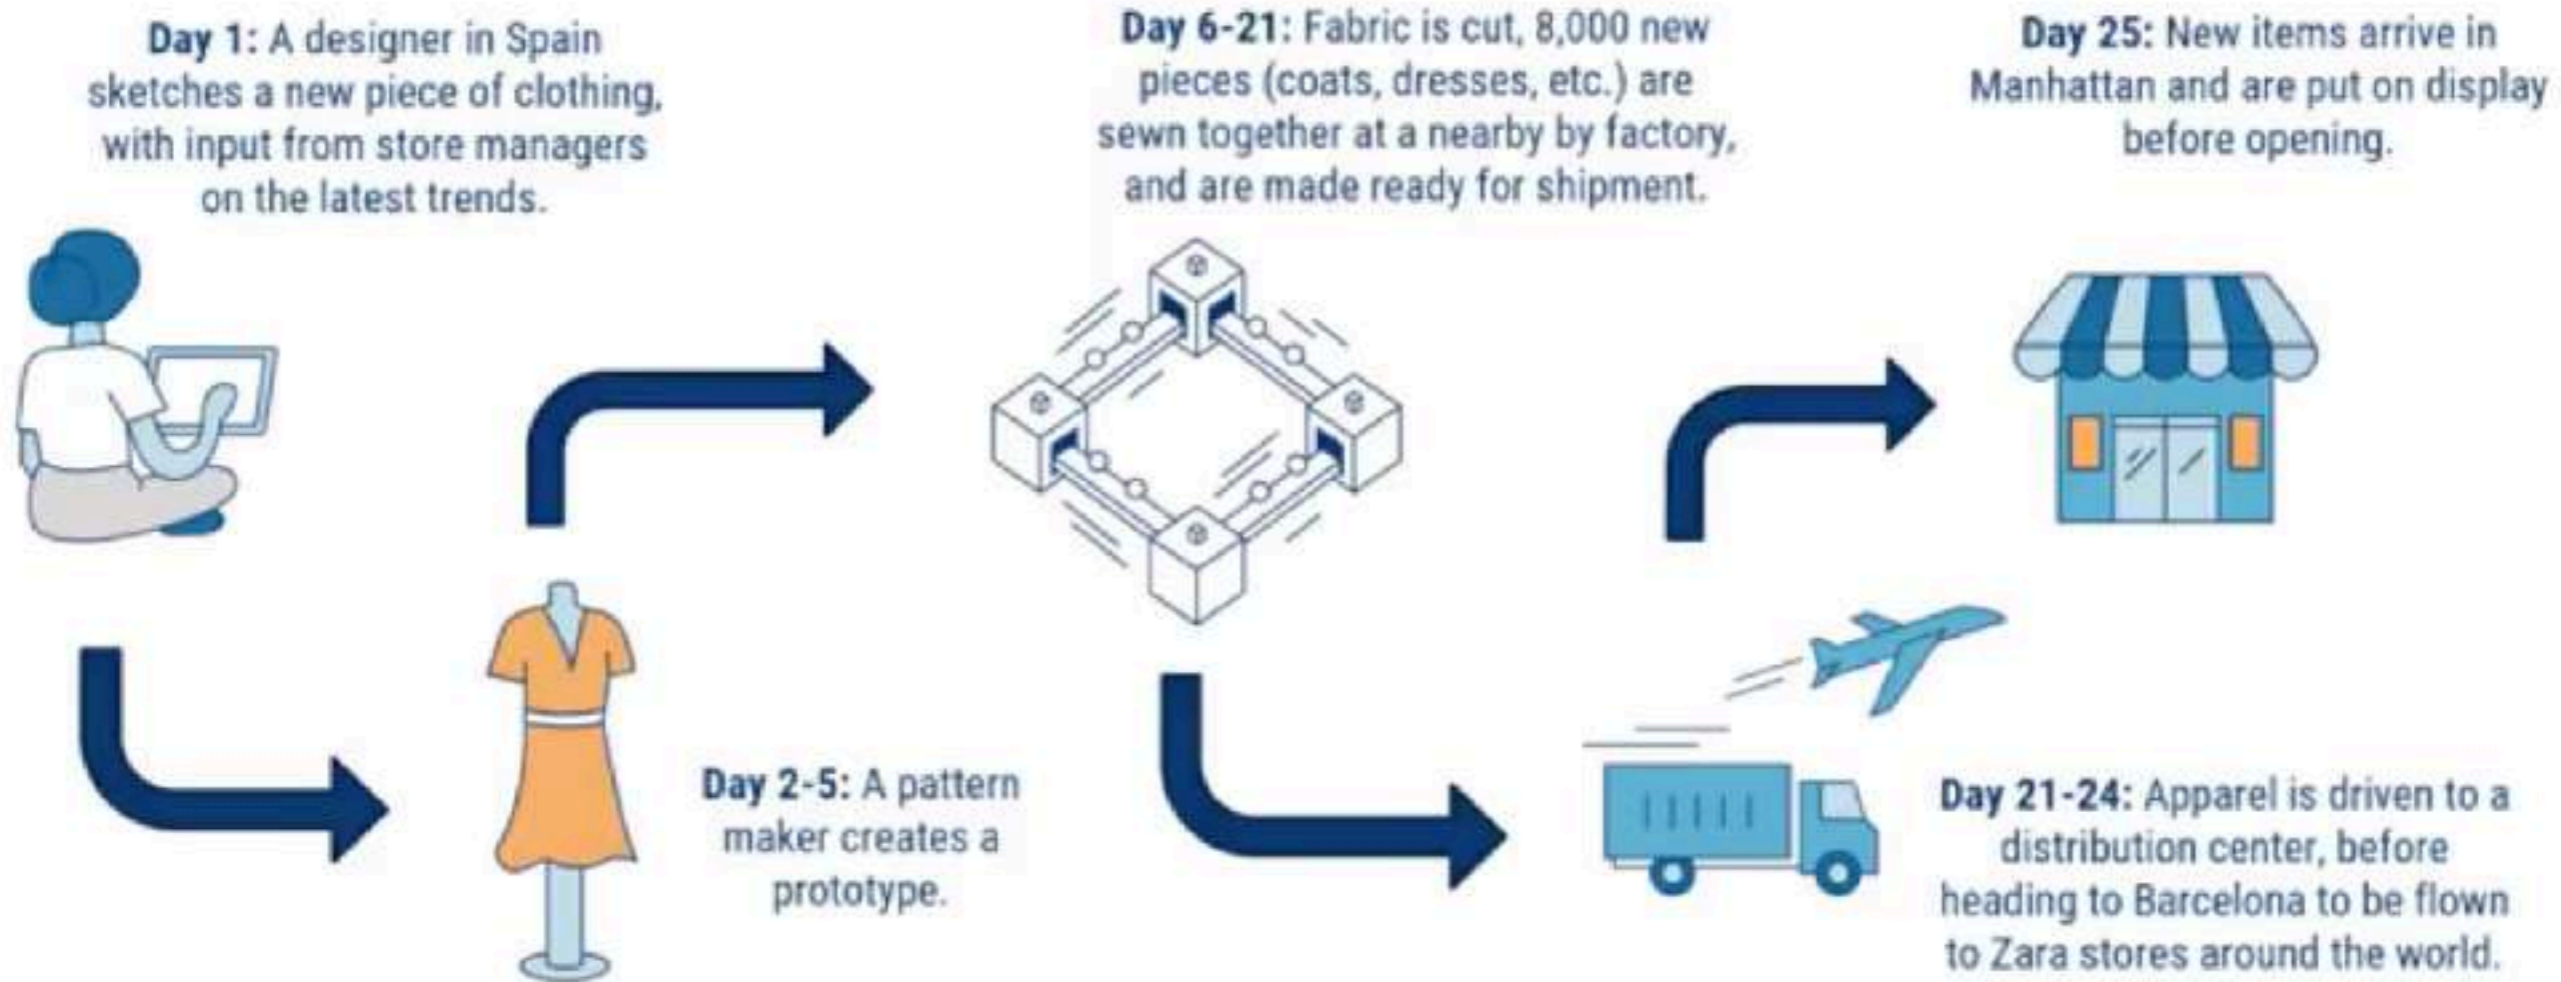 Day 1: A designer in Spain
sketches a new piece of clothing,
with input from store managers
on the latest trends.
Day 2-5: A pattern
maker creates a
prototype.
Day 6-21: Fabric is cut, 8,000 new
pieces (coats, dresses, etc.) are
sewn together at a nearby by factory,
and are made ready for shipment.
Day 21-24: Apparel is driven to a
distribution center, before
heading to Barcelona to be flown
to Zara stores around the world.
Day 25: New items arrive in
Manhattan and are put on display
before opening.